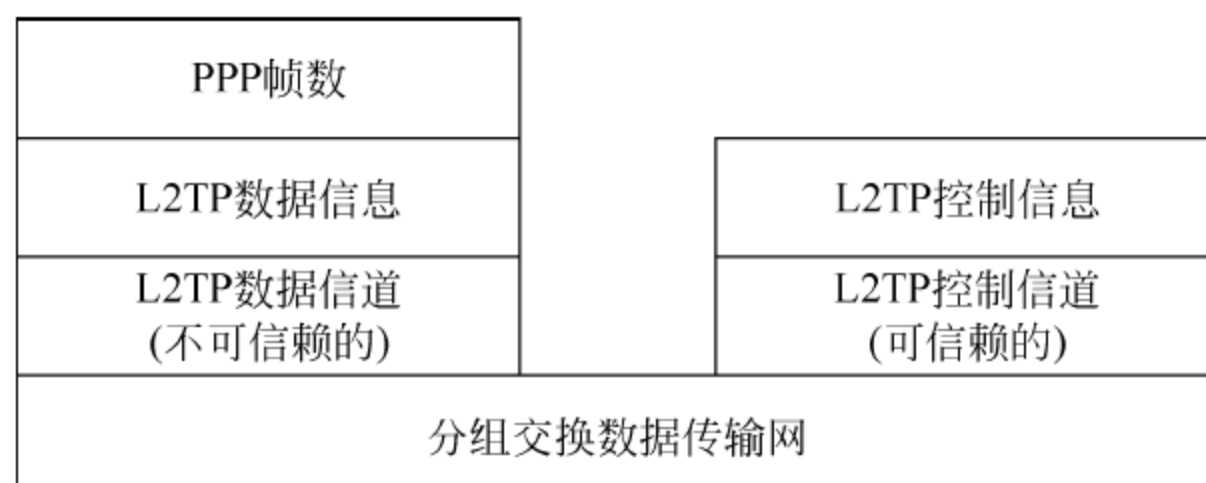 PPP帧数
L2TP数据信息
L2TP控制信息
L2TP数据信道
(不可信赖的)
L2TP控制信道
(可信赖的)
分组交换数据传输网